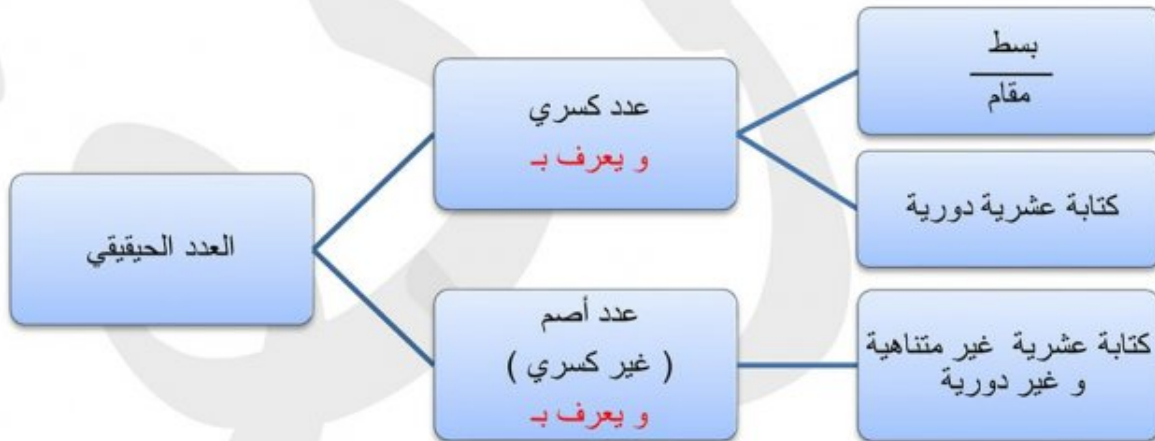 العدد الحيقيقي
عدد كسري
و يعرف بـ
بسط
مقام
كتابة عشرية دورية
عدد أصم
( غير كسري )
و يعرف بـ
كتابة عشرية غير متناهية
و غير دورية